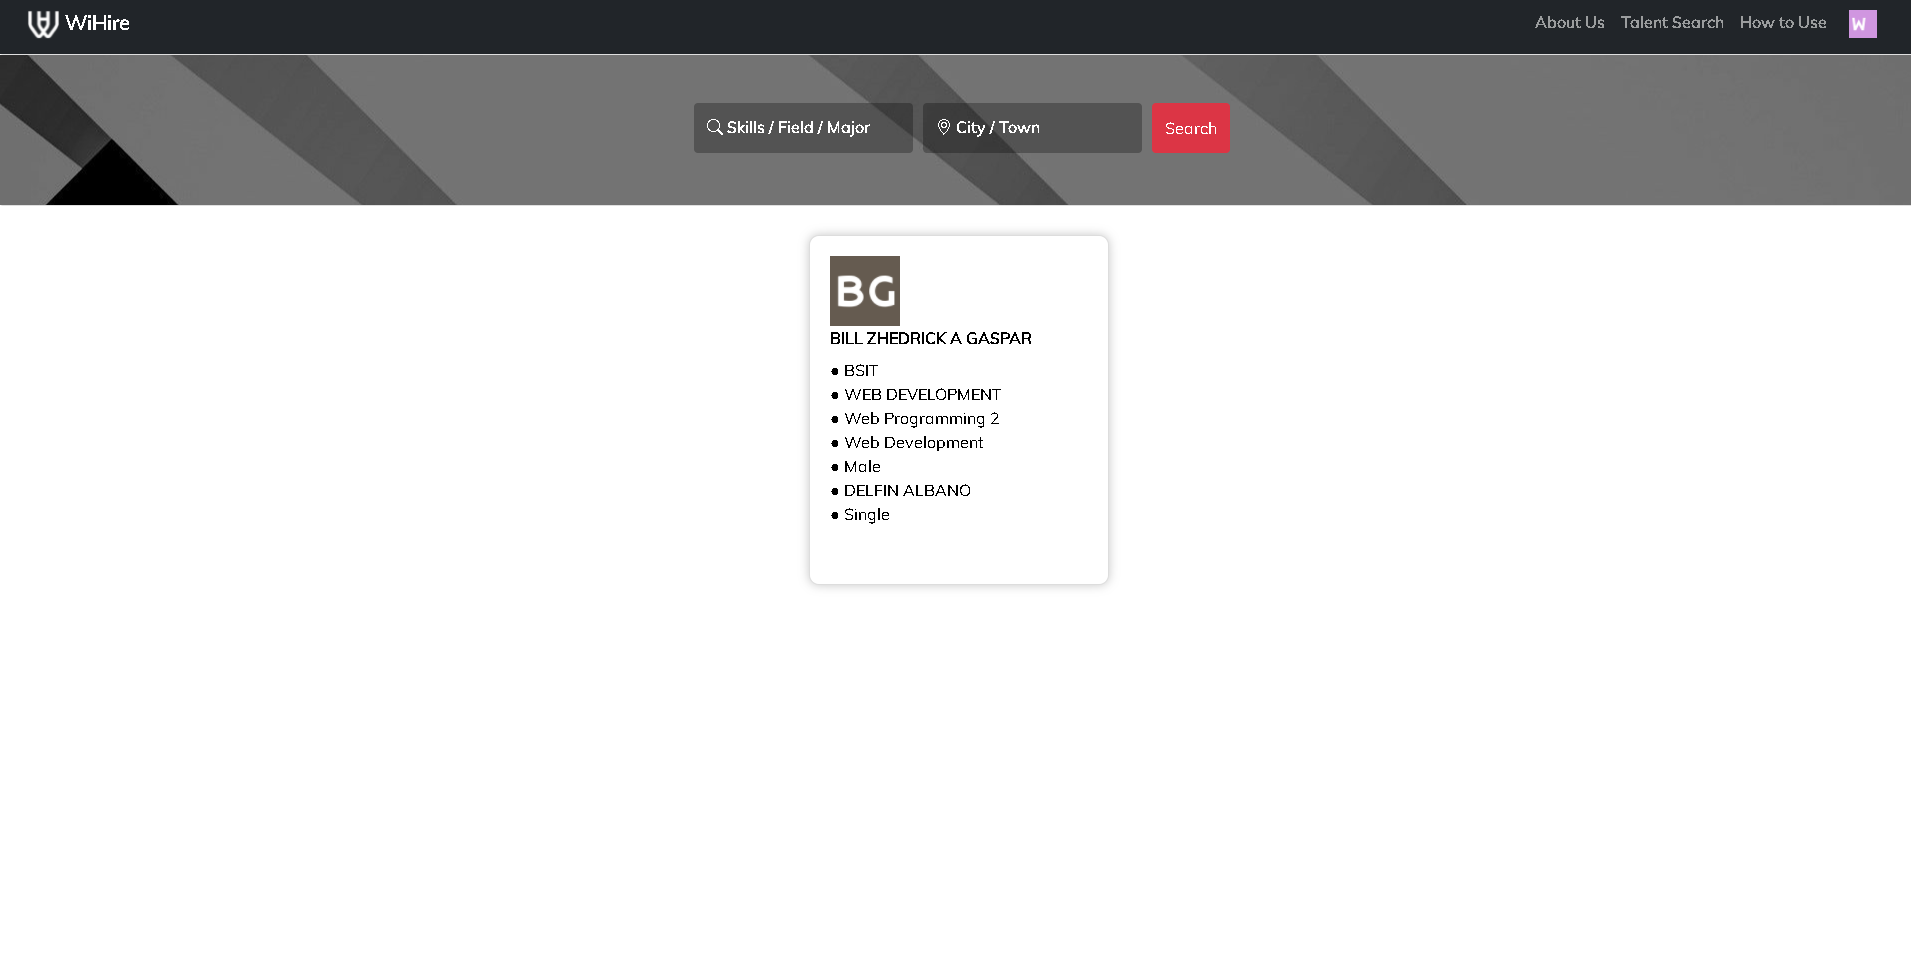 WiHire
About Us
Talent Search
How to Use
W
Skills / Field / Major
City / Town
Search
BG
BILL ZHEDRICK A GASPAR
● BSIT
● WEB DEVELOPMENT
● Web Programming 2
● Web Development
● Male
● DELFIN ALBANO
● Single